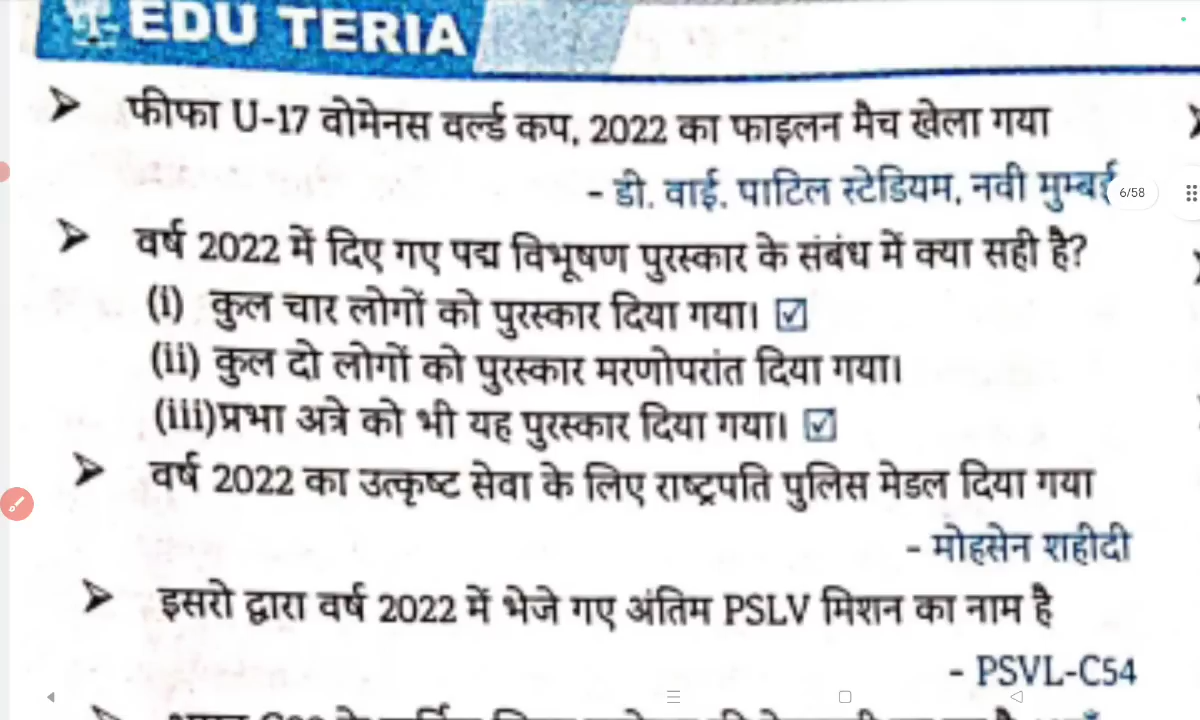 EDU TERIA
➤ फीफा U-17 वोमेनस वर्ल्ड कप, 2022 का फाइलन मैच खेला गया
- डी. वाई. पाटिल स्टेडियम, नवी मुम्बई
6/58
➤ वर्ष 2022 में दिए गए पद्म विभूषण पुरस्कार के संबंध में क्या सही है?
(i) कुल चार लोगों को पुरस्कार दिया गया। ☑
(ii) कुल दो लोगों को पुरस्कार मरणोपरांत दिया गया।
(iii)प्रभा अत्रे को भी यह पुरस्कार दिया गया। ☑
➤ वर्ष 2022 का उत्कृष्ट सेवा के लिए राष्ट्रपति पुलिस मेडल दिया गया
- मोहसेन शहीदी
➤ इसरो द्वारा वर्ष 2022 में भेजे गए अंतिम PSLV मिशन का नाम है
- PSVL-C54